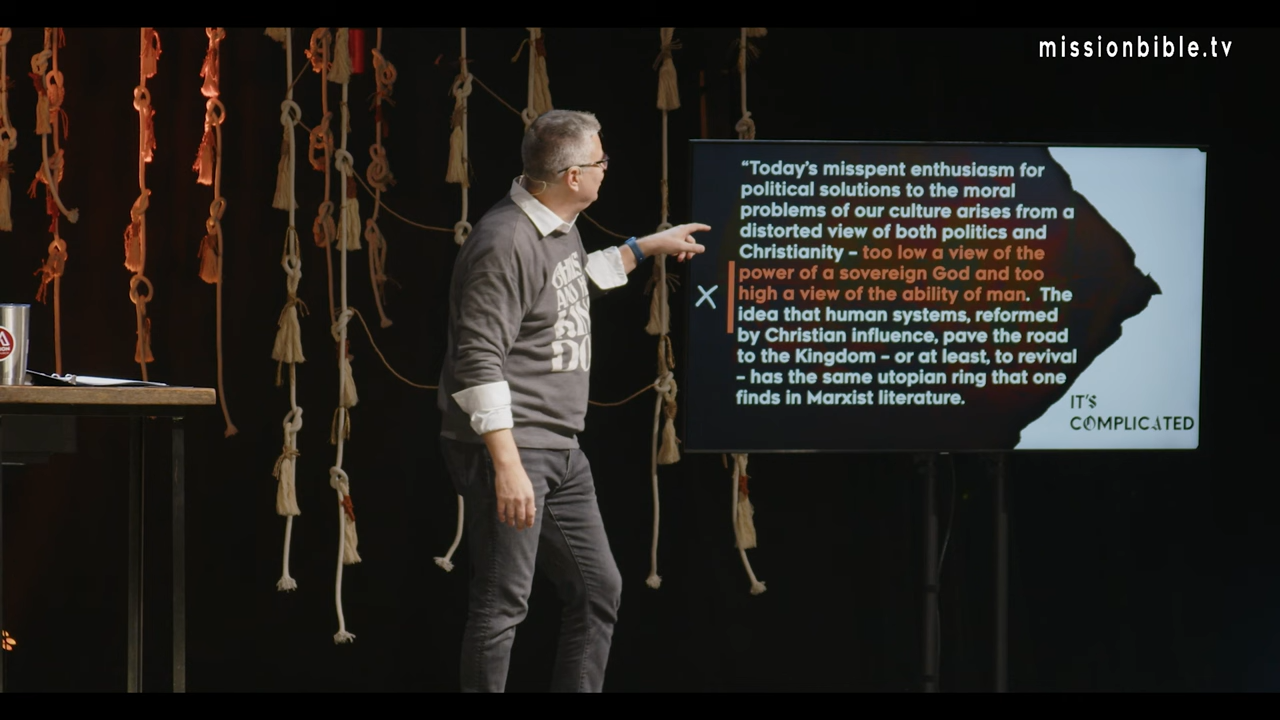 missionbible.tv
“Today’s misspent enthusiasm for
political solutions to the moral
problems of our culture arises from a
distorted view of both politics and
Christianity – too low a view of the
power of a sovereign God and too
high a view of the ability of man. The
idea that human systems, reformed
by Christian influence, pave the road
to the Kingdom – or at least, to revival
– has the same utopian ring that one
finds in Marxist literature.
IT’S
COMPLICATED